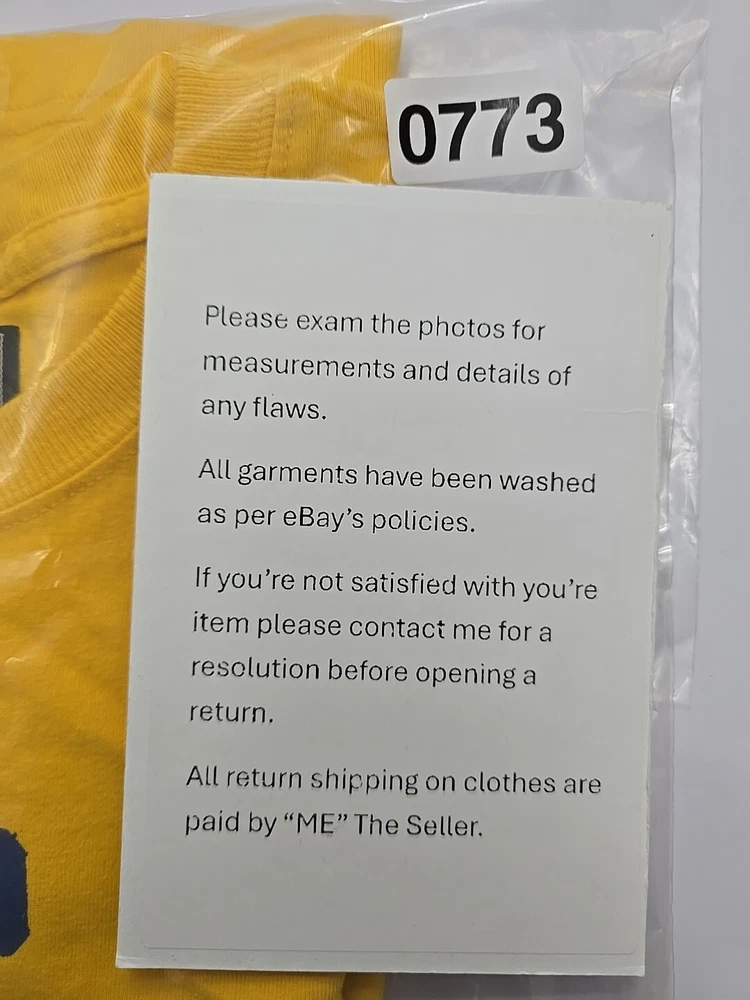 0773
Please exam the photos for
measurements and details of
any flaws.
All garments have been washed
as per eBay's policies.
If you're not satisfied with you're
item please contact me for a
resolution before opening a
return.
All return shipping on clothes are
paid by “ME” The Seller.